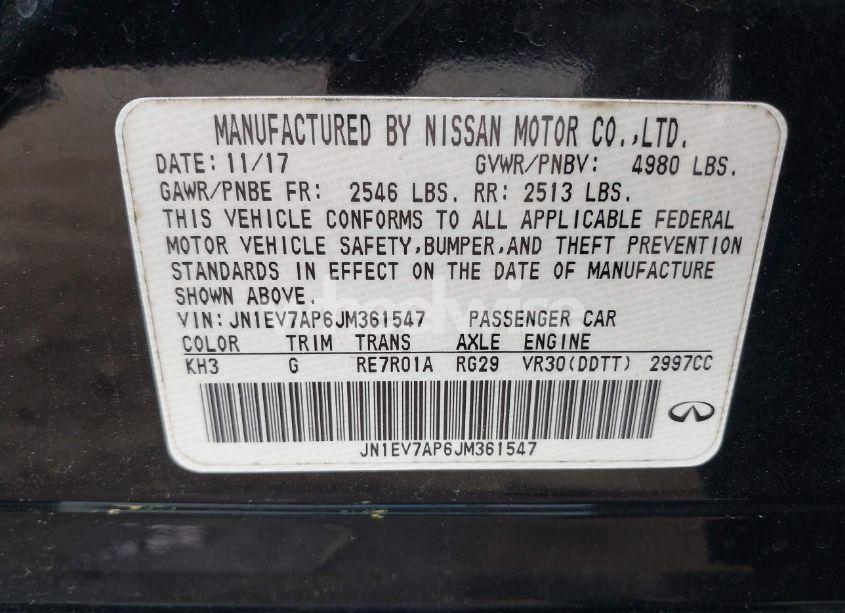 MANUFACTURED BY NISSAN MOTOR CO.,LTD.
DATE: 11/17 GVWR/PNBV: 4980 LBS.
GAWR/PNBE FR: 2546 LBS. RR: 2513 LBS.
THIS VEHICLE CONFORMS TO ALL APPLICABLE FEDERAL
MOTOR VEHICLE SAFETY,BUMPER,AND THEFT PREVENTION
STANDARDS IN EFFECT ON THE DATE OF MANUFACTURE
SHOWN ABOVE.
VIN:JN1EV7AP6JM361547 PASSENGER CAR
COLOR TRIM TRANS AXLE ENGINE
KH3 G RE7R01A RG29 VR30(DDTT) 2997CC
JN1EV7AP6JM361547